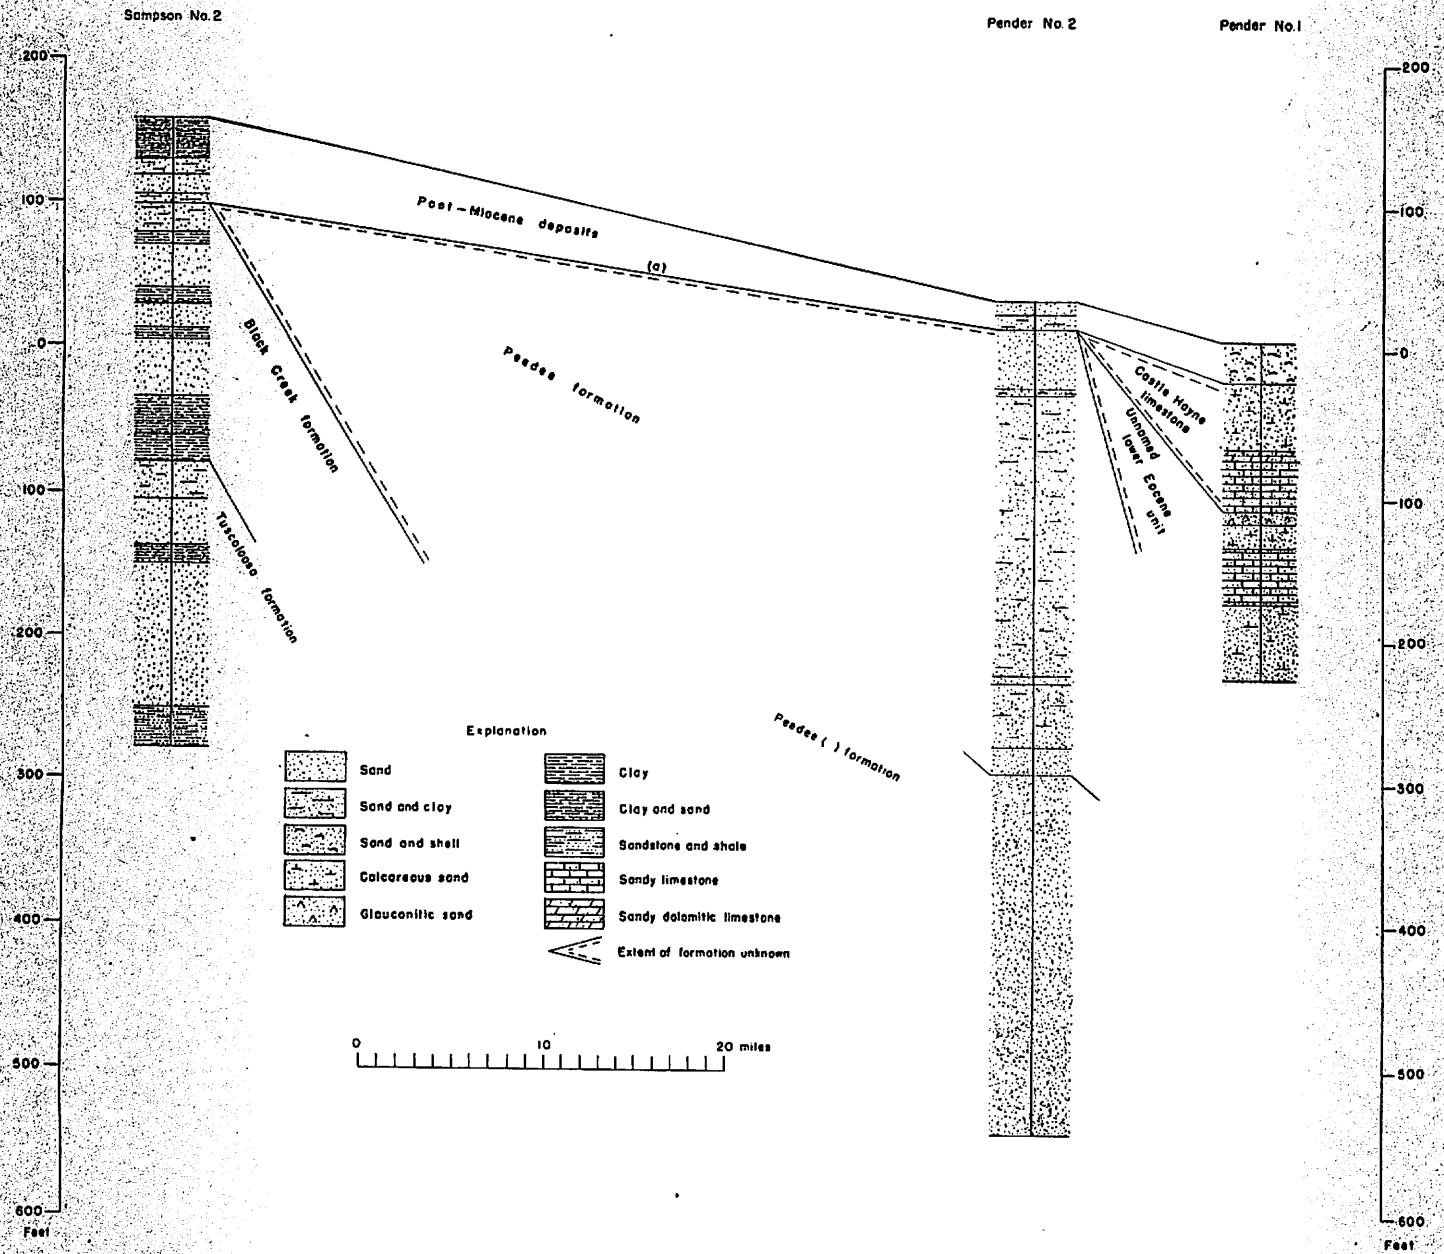 Sampson No. 2
Pender No. 2
Pender No. 1
200
100
0
100
200
300
400
500
600
Feet
200
100
0
100
200
300
400
500
600
Feet
Post-Miocene deposits
(a)
Black Creek formation
Peedee formation
Tuscaloosa formation
Castle Hayne
limestone
Unnamed
lower Eocene
unit
Peedee ( ) formation
Explanation
Sand
Sand and clay
Sand and shell
Calcareous sand
Glauconitic sand
Clay
Clay and sand
Sandstone and shale
Sandy limestone
Sandy dolomitic limestone
Extent of formation unknown
0 10 20 miles